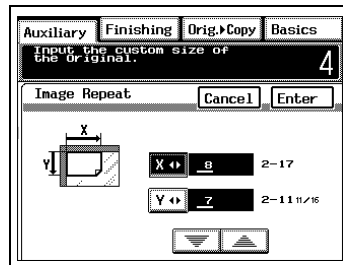 Auxiliary Finishing Orig.▸Copy Basics
Input the custom size of
the Original.
4
Image Repeat Cancel Enter
X
Y
X ◂▸ 8 2-17
Y ◂▸ 7 2-11 11/16